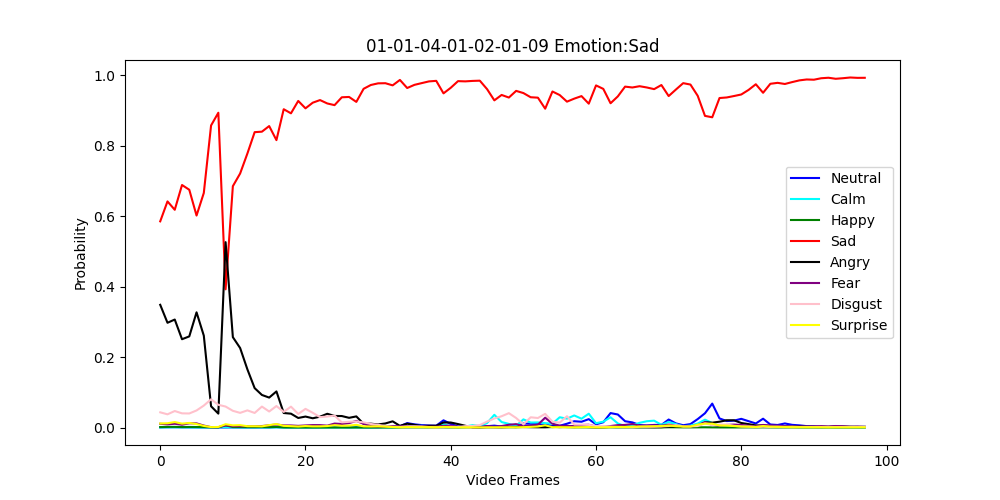 01-01-04-01-02-01-09 Emotion:Sad
1.0
0.8
0.6
0.4
0.2
0.0
Probability
Neutral
Calm
Happy
Sad
Angry
Fear
Disgust
Surprise
0 20 40 60 80 100
Video Frames